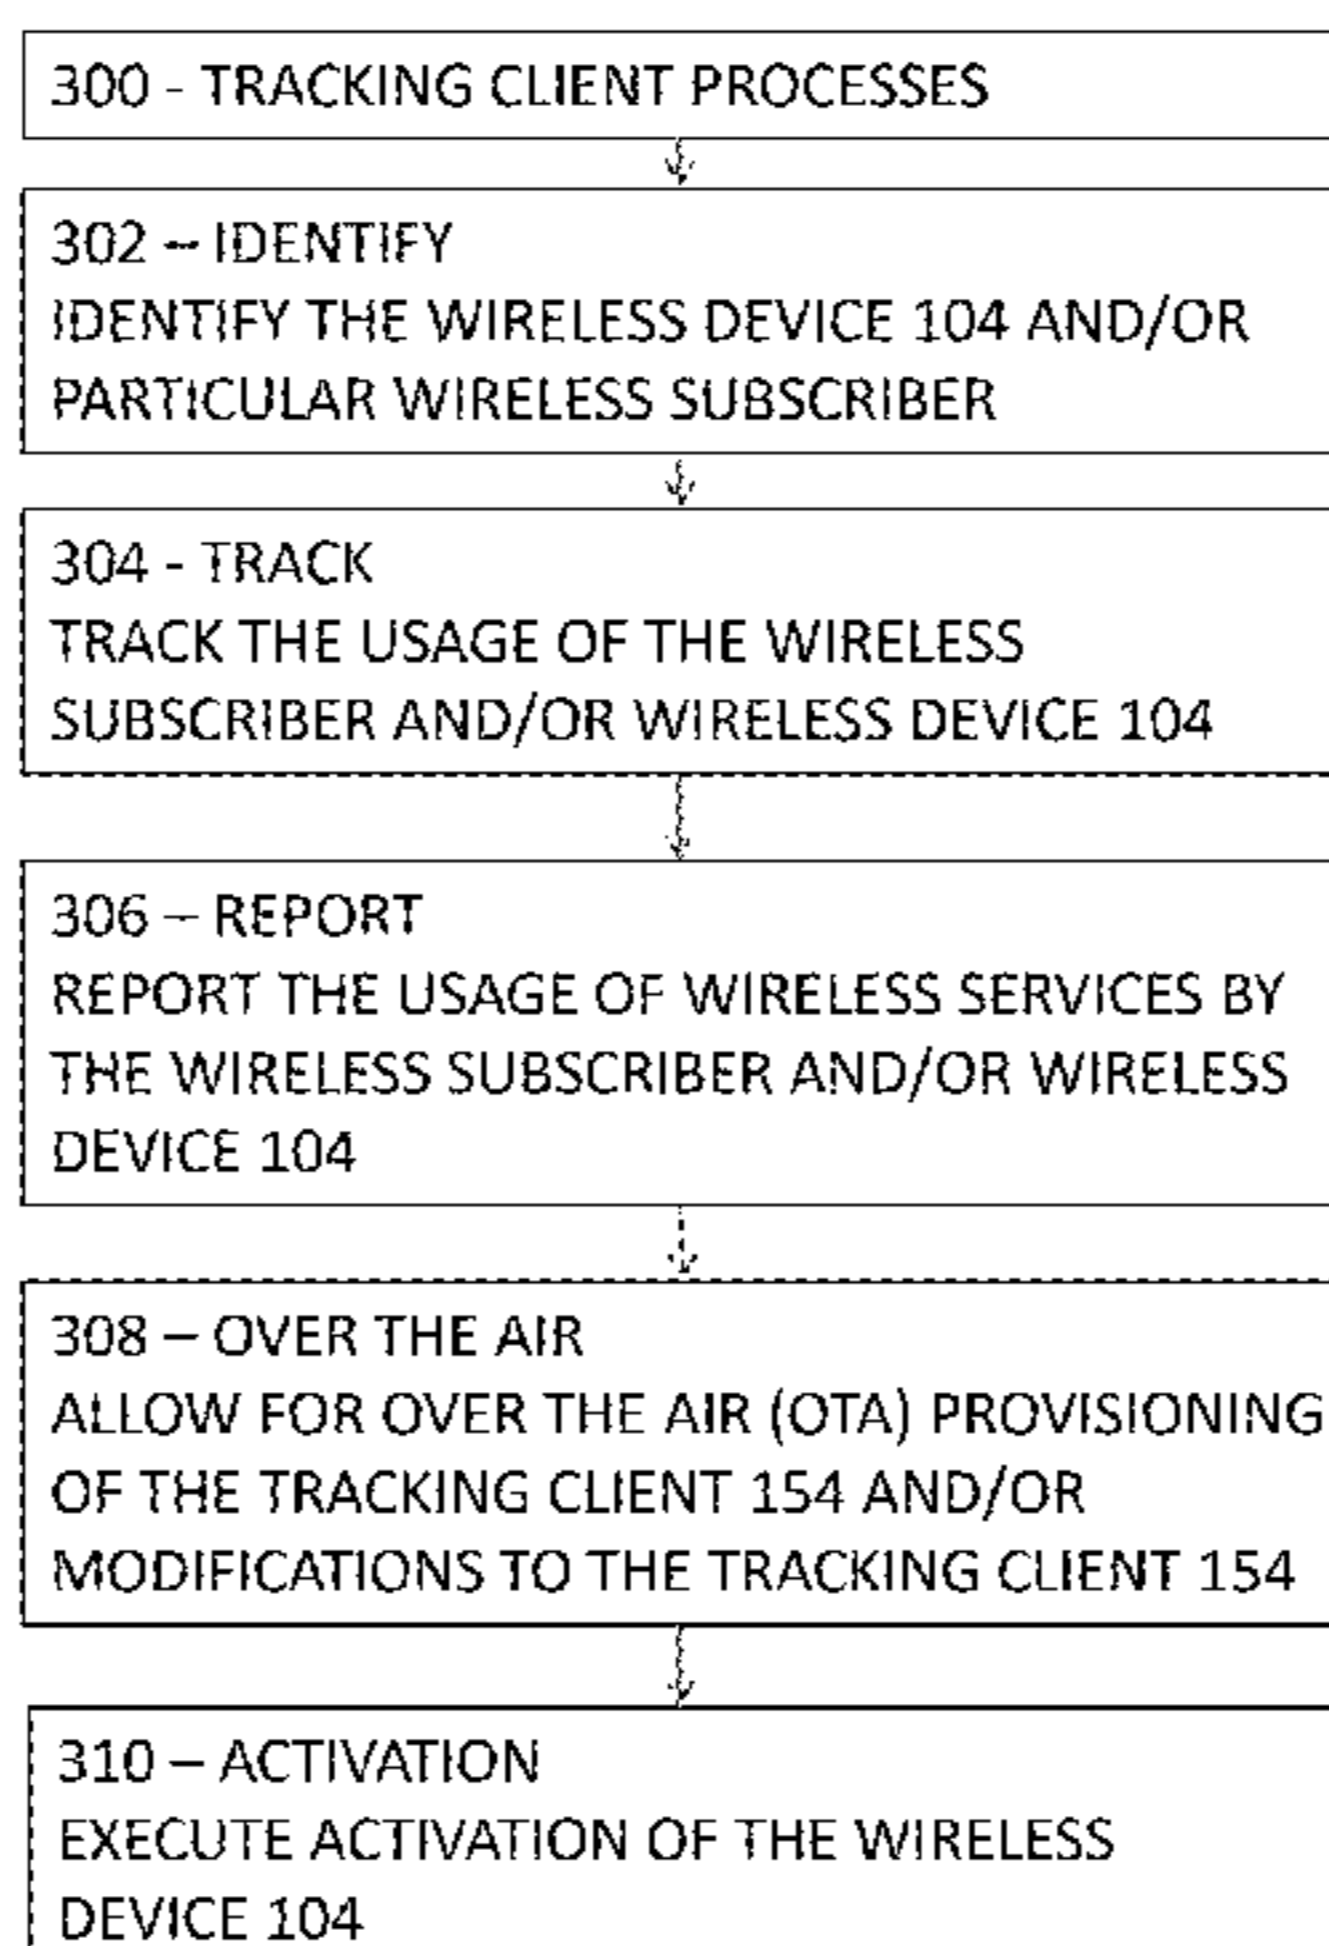 300 - TRACKING CLIENT PROCESSES
302 – IDENTIFY
IDENTIFY THE WIRELESS DEVICE 104 AND/OR
PARTICULAR WIRELESS SUBSCRIBER
304 - TRACK
TRACK THE USAGE OF THE WIRELESS
SUBSCRIBER AND/OR WIRELESS DEVICE 104
306 – REPORT
REPORT THE USAGE OF WIRELESS SERVICES BY
THE WIRELESS SUBSCRIBER AND/OR WIRELESS
DEVICE 104
308 – OVER THE AIR
ALLOW FOR OVER THE AIR (OTA) PROVISIONING
OF THE TRACKING CLIENT 154 AND/OR
MODIFICATIONS TO THE TRACKING CLIENT 154
310 – ACTIVATION
EXECUTE ACTIVATION OF THE WIRELESS
DEVICE 104